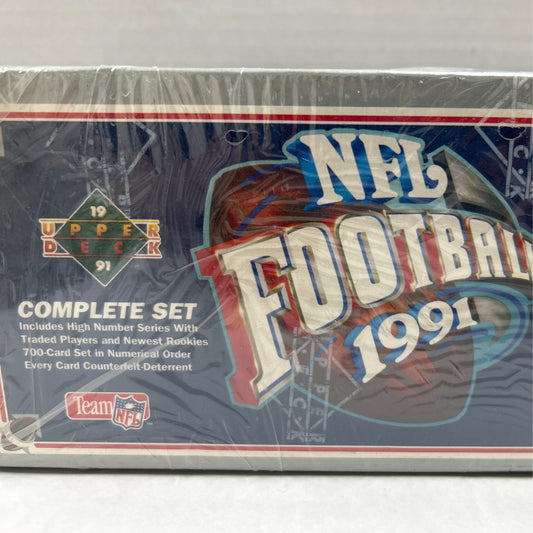 19
UPPER
DECK
91
COMPLETE SET
Includes High Number Series With
Traded Players and Newest Rookies
700-Card Set in Numerical Order
Every Card Counterfeit-Deterrent
Team NFL
NFL
FOOTBALL
1991